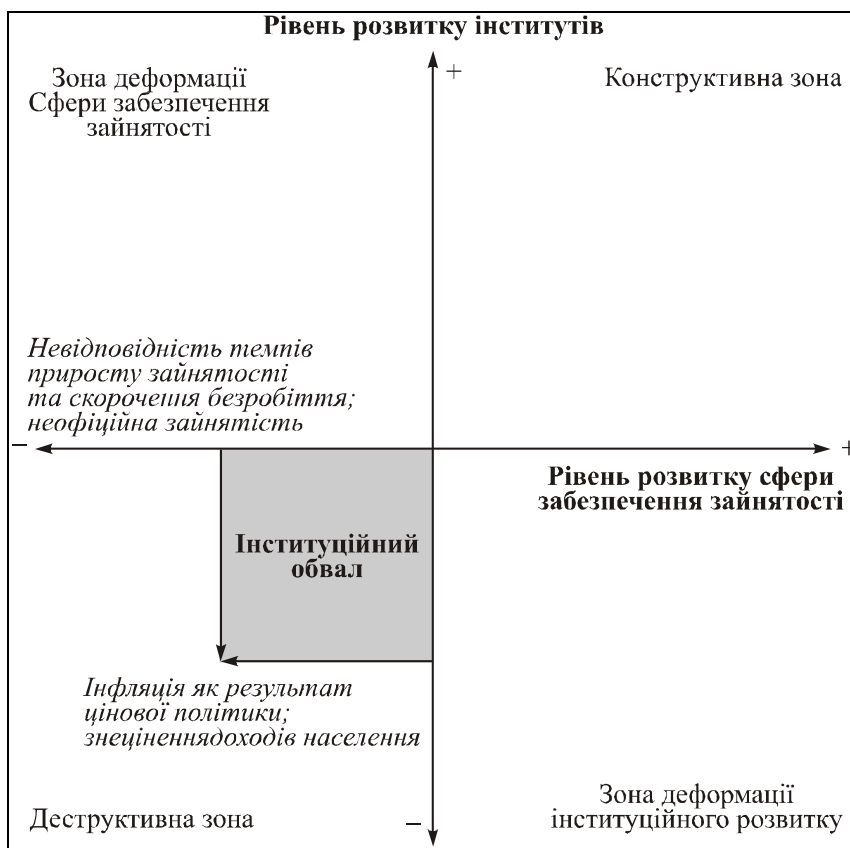 Рівень розвитку інститутів
Зона деформації
Сфери забезпечення
зайнятості
+
Конструктивна зона
Невідповідність темпів
приросту зайнятості
та скорочення безробіття;
неофіційна зайнятість
–
+
Рівень розвитку сфери
забезпечення зайнятості
Інституційний
обвал
Інфляція як результат
цінової політики;
знеціненнядоходів населення
Деструктивна зона
–
Зона деформації
інституційного розвитку